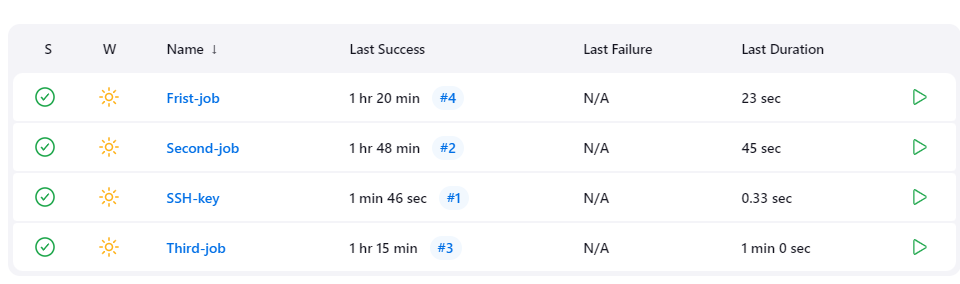 S W Name ↓ Last Success Last Failure Last Duration
Frist-job 1 hr 20 min #4 N/A 23 sec
Second-job 1 hr 48 min #2 N/A 45 sec
SSH-key 1 min 46 sec #1 N/A 0.33 sec
Third-job 1 hr 15 min #3 N/A 1 min 0 sec